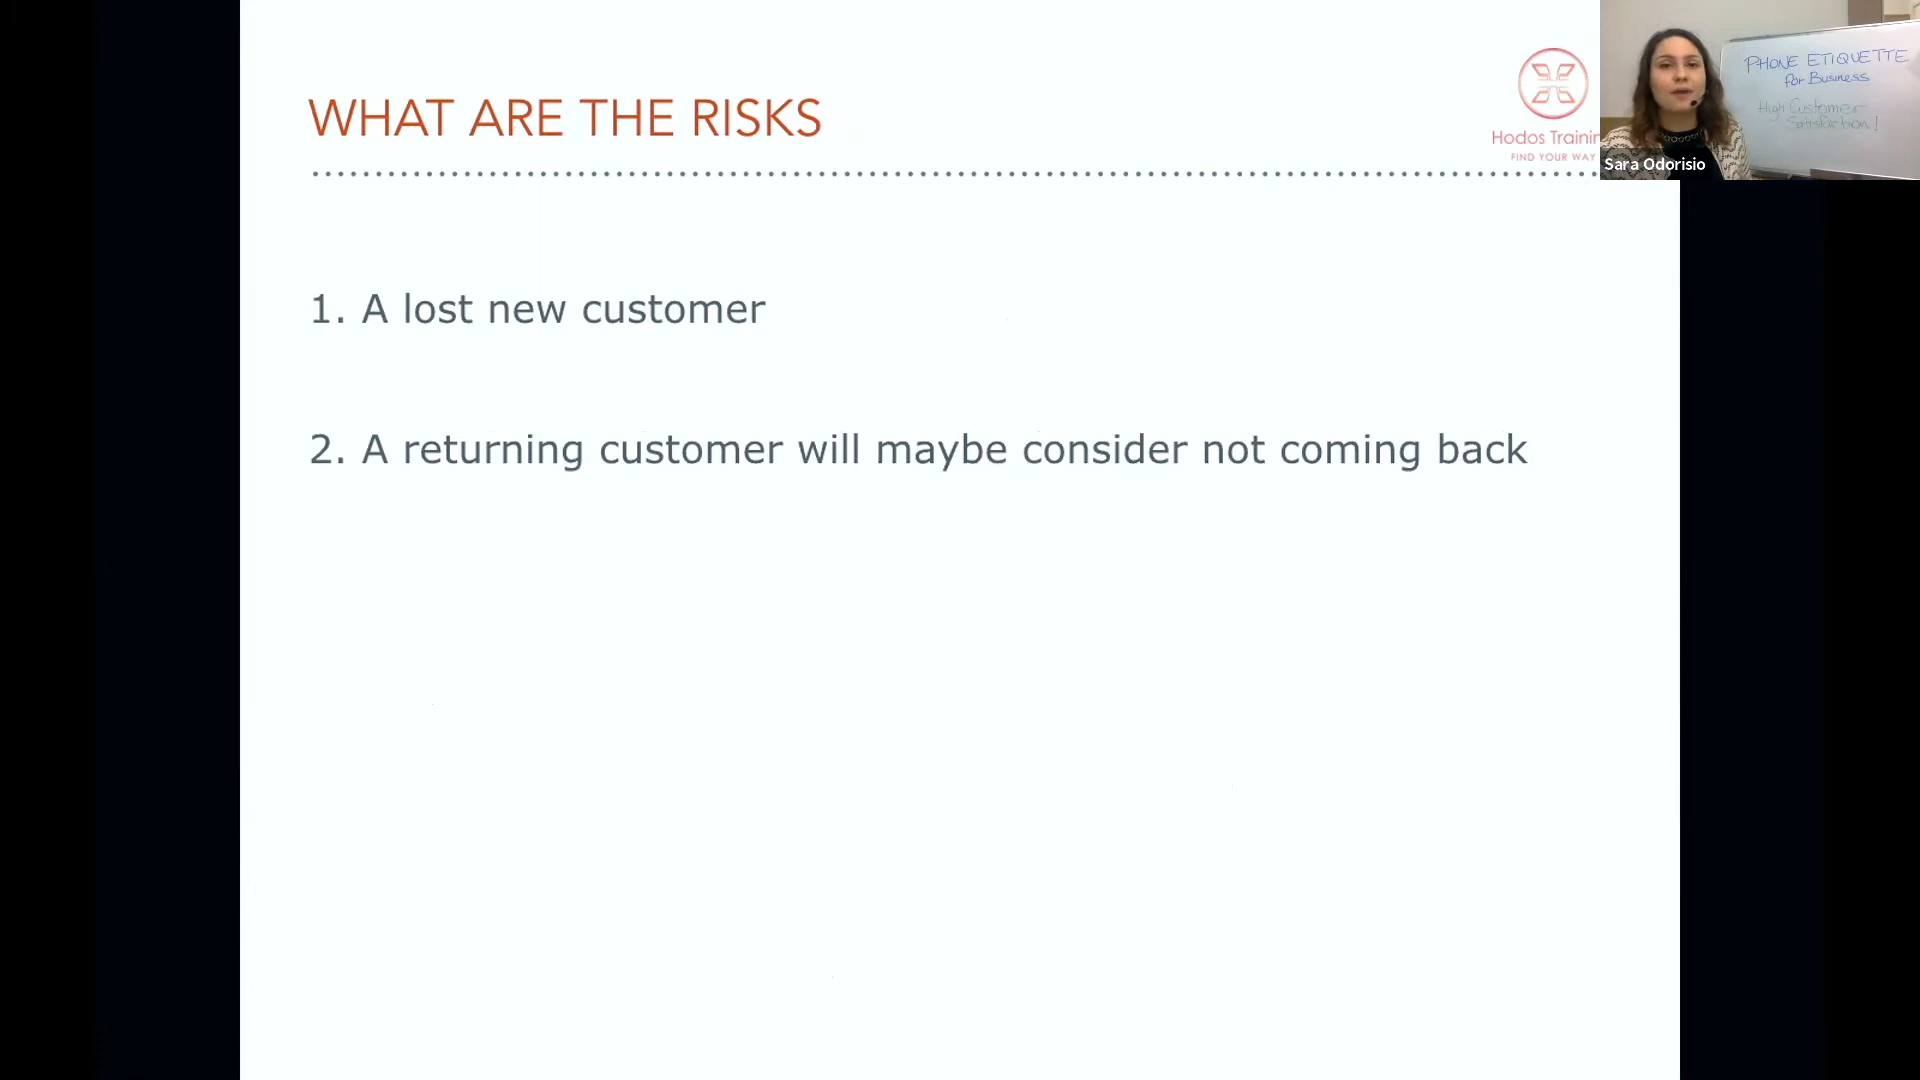 WHAT ARE THE RISKS
Hodos Trainin
FIND YOUR WAY
PHONE ETIQUETTE
for Business
High Customer
Satisfaction!
Sara Odorisio
1. A lost new customer
2. A returning customer will maybe consider not coming back